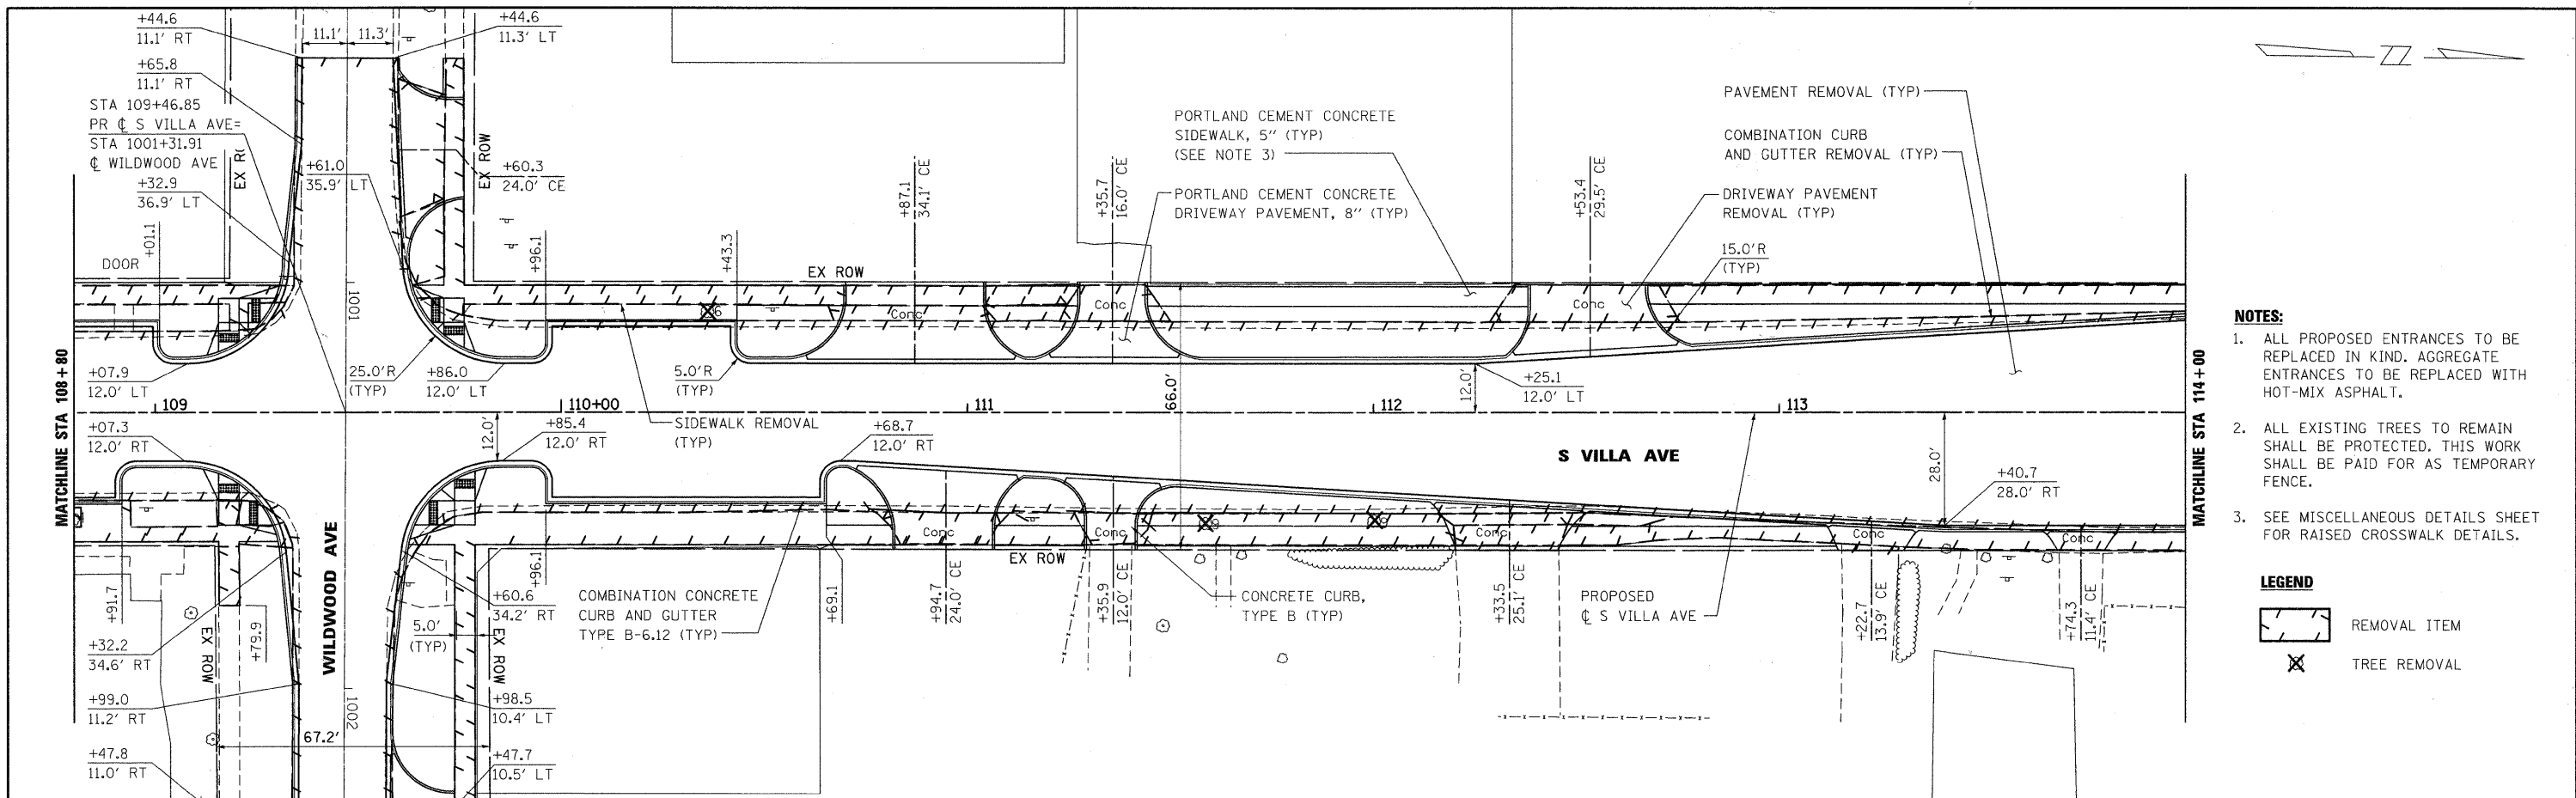 +44.6
11.1' RT
11.1'
11.3'
+44.6
11.3' LT
+65.8
11.1' RT
STA 109+46.85
PR ℄ S VILLA AVE=
STA 1001+31.91
℄ WILDWOOD AVE
EX
+32.9
36.9' LT
+61.0
35.9' LT
EX ROW
+60.3
24.0' CE
+01.1
DOOR
1001
+96.1
+43.3
EX ROW
+87.1
34.1' CE
+35.7
16.0' CE
PORTLAND CEMENT CONCRETE
SIDEWALK, 5" (TYP)
(SEE NOTE 3)
PORTLAND CEMENT CONCRETE
DRIVEWAY PAVEMENT, 8" (TYP)
+53.4
29.5' CE
PAVEMENT REMOVAL (TYP)
COMBINATION CURB
AND GUTTER REMOVAL (TYP)
DRIVEWAY PAVEMENT
REMOVAL (TYP)
15.0'R
(TYP)
Conc
Conc
Conc
MATCHLINE STA 108+80
+07.9
12.0' LT
25.0'R
(TYP)
+86.0
12.0' LT
5.0'R
(TYP)
66.0'
12.0'
+25.1
12.0' LT
109
110+00
111
112
113
+07.3
12.0' RT
12.0'
+85.4
12.0' RT
SIDEWALK REMOVAL
(TYP)
+68.7
12.0' RT
S VILLA AVE
28.0'
+40.7
28.0' RT
MATCHLINE STA 114+00
Conc
Conc
Conc
Conc
Conc
EX ROW
+91.7
EX ROW
+79.9
WILDWOOD AVE
+96.1
+60.6
34.2' RT
5.0'
(TYP)
EX ROW
COMBINATION CONCRETE
CURB AND GUTTER
TYPE B-6.12 (TYP)
+69.1
+94.7
24.0' CE
+35.9
12.0' CE
CONCRETE CURB,
TYPE B (TYP)
+33.5
25.1' CE
PROPOSED
℄ S VILLA AVE
+22.7
13.9' CE
+74.3
11.4' CE
+32.2
34.6' RT
+99.0
11.2' RT
1002
+98.5
10.4' LT
67.2'
+47.8
11.0' RT
+47.7
10.5' LT
NOTES:
1. ALL PROPOSED ENTRANCES TO BE
REPLACED IN KIND. AGGREGATE
ENTRANCES TO BE REPLACED WITH
HOT-MIX ASPHALT.
2. ALL EXISTING TREES TO REMAIN
SHALL BE PROTECTED. THIS WORK
SHALL BE PAID FOR AS TEMPORARY
FENCE.
3. SEE MISCELLANEOUS DETAILS SHEET
FOR RAISED CROSSWALK DETAILS.
LEGEND
REMOVAL ITEM
TREE REMOVAL